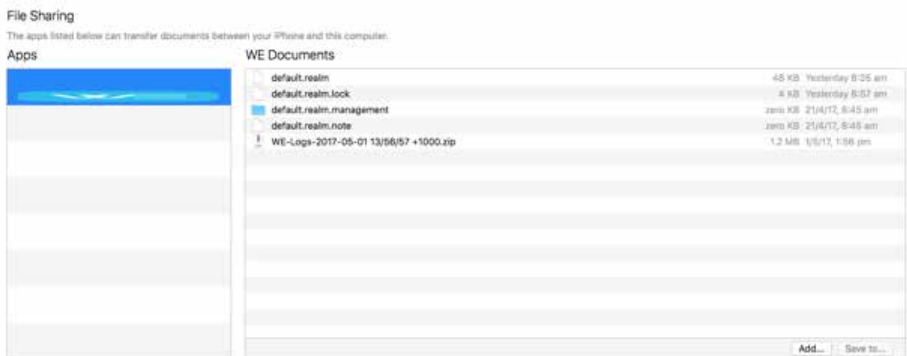 File Sharing
The apps listed below can transfer documents between your iPhone and this computer.
Apps WE Documents
default.realm 48 KB Yesterday 8:25 am
default.realm.lock 4 KB Yesterday 8:57 am
default.realm.management zero KB 21/4/17, 8:45 am
default.realm.note zero KB 21/4/17, 8:45 am
WE-Logs-2017-05-01 13/56/57 +1000.zip 1.2 MB 1/5/17, 1:56 pm
Add... Save to...